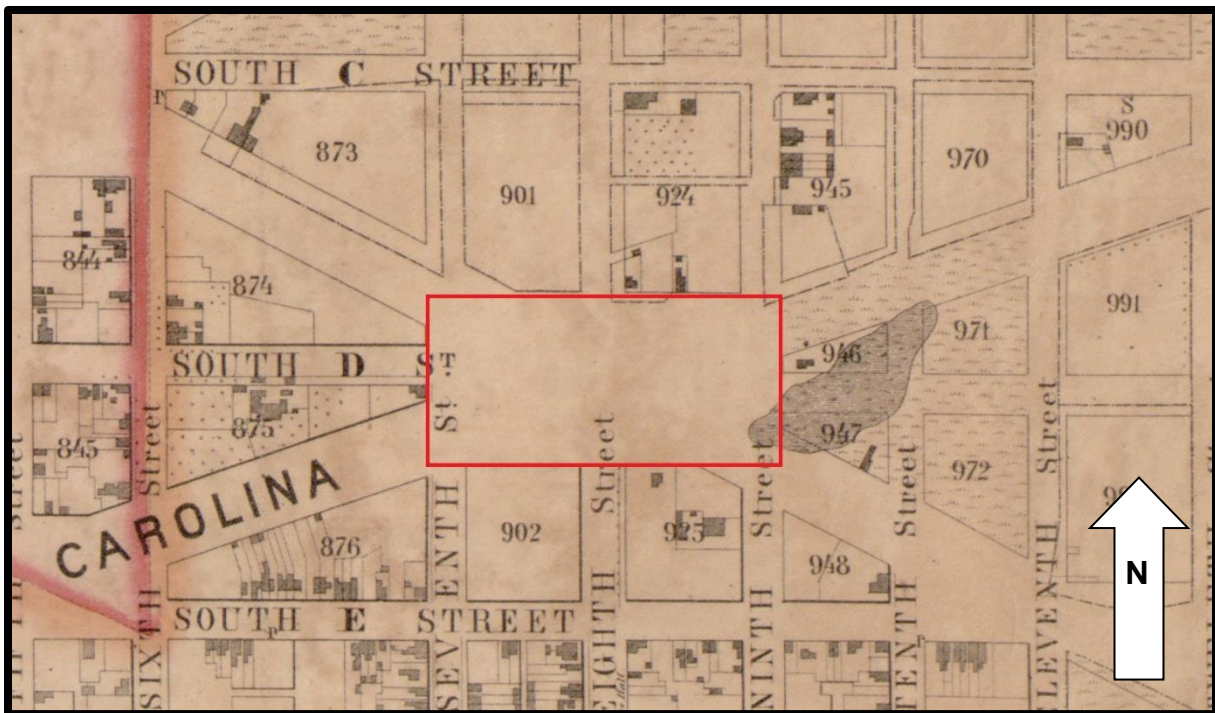 SOUTH C STREET
P
873
901
924
945
970
S
990
844
874
946
971
991
SOUTH D ST.
St.
845
875
947
972
CAROLINA
876
902
925
948
N
SOUTH E STREET
P
P
SIXTH Street
SEVENTH
EIGHTH Street
Hall
NINTH Street
TENTH Street
ELEVENTH Street
Street
TH